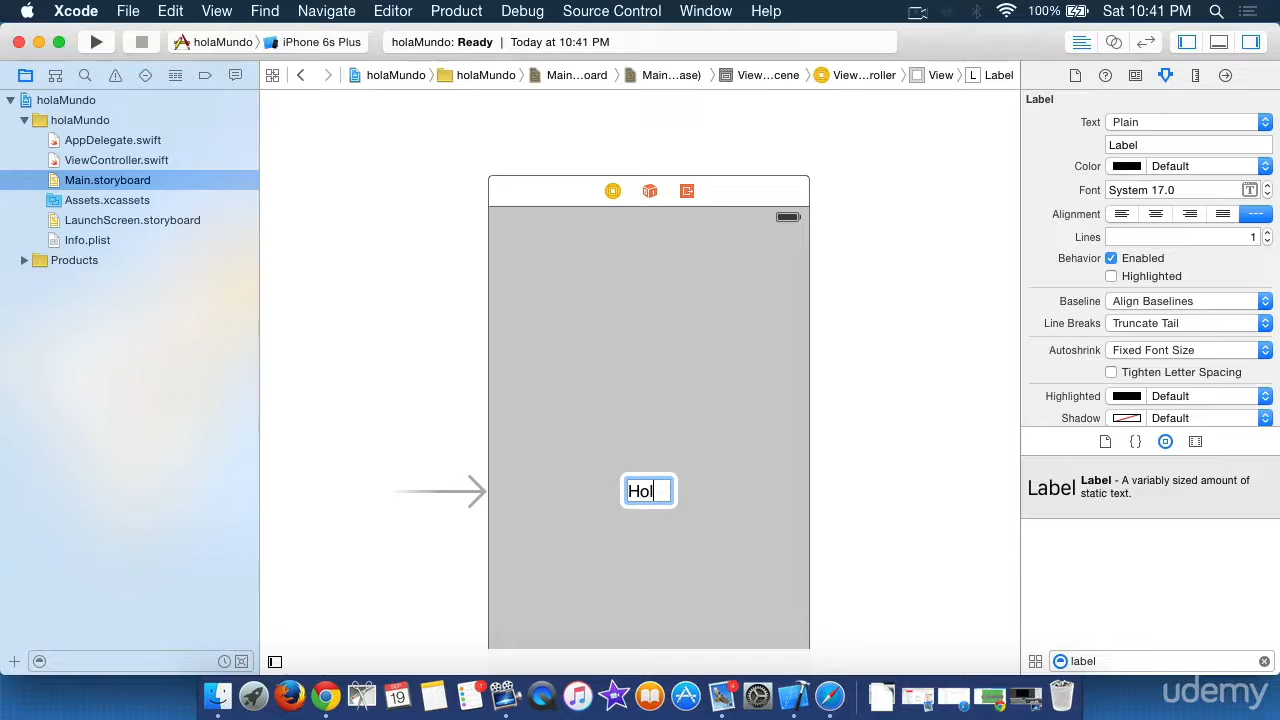 Xcode File Edit View Find Navigate Editor Product Debug Source Control Window Help 100% Sat 10:41 PM
holaMundo iPhone 6s Plus holaMundo: Ready | Today at 10:41 PM
holaMundo holaMundo Main...oard Main...ase) View...cene View...roller View L Label
holaMundo
holaMundo
AppDelegate.swift
ViewController.swift
Main.storyboard
Assets.xcassets
LaunchScreen.storyboard
Info.plist
Products
Hol
Label
Text Plain
Label
Color Default
Font System 17.0 T
Alignment
Lines 1
Behavior Enabled
Highlighted
Baseline Align Baselines
Line Breaks Truncate Tail
Autoshrink Fixed Font Size
Tighten Letter Spacing
Highlighted Default
Shadow Default
Label Label - A variably sized amount of
static text.
label
SEP
19
1
4
udemy